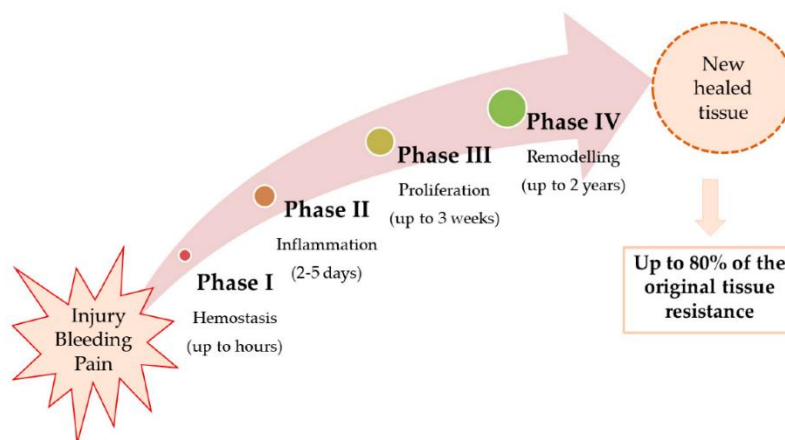 Injury
Bleeding
Pain
Phase I
Hemostasis
(up to hours)
Phase II
Inflammation
(2-5 days)
Phase III
Proliferation
(up to 3 weeks)
Phase IV
Remodelling
(up to 2 years)
New
healed
tissue
Up to 80% of the
original tissue
resistance